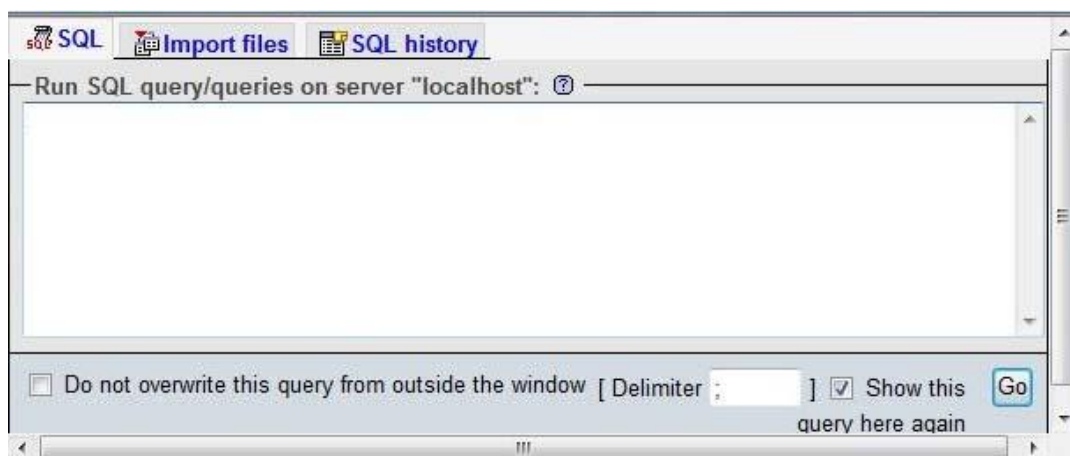 SQL Import files SQL history
Run SQL query/queries on server "localhost":
Do not overwrite this query from outside the window [ Delimiter ; ] Show this Go
query here again